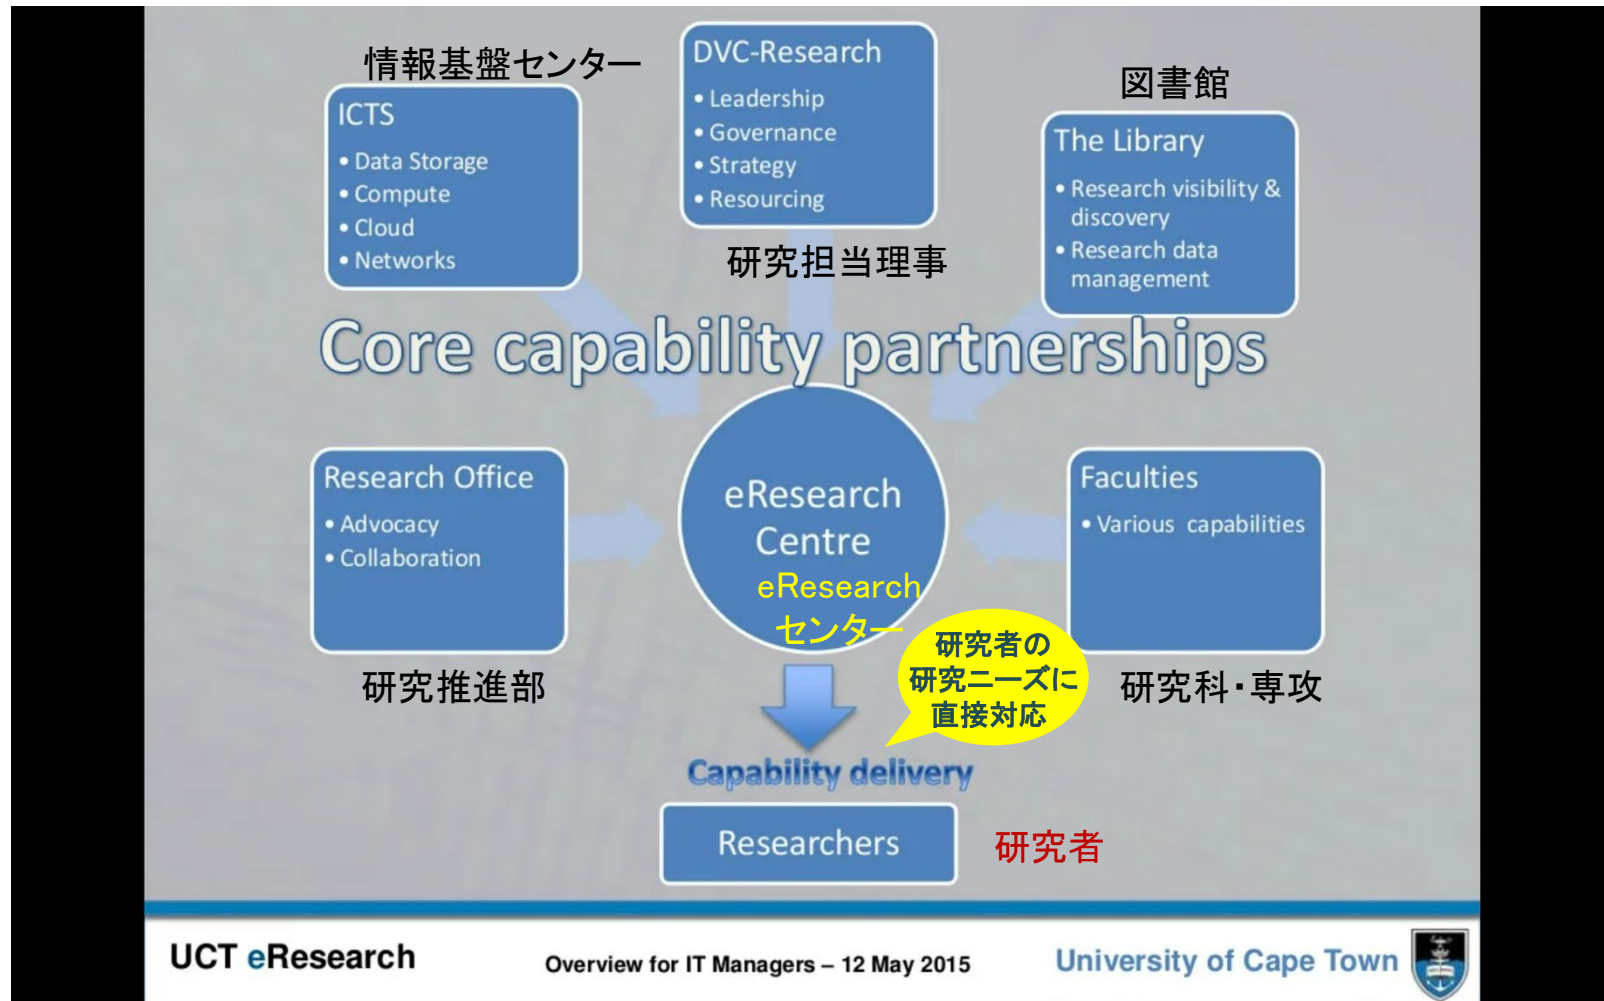 情報基盤センター
ICTS
• Data Storage
• Compute
• Cloud
• Networks
DVC-Research
• Leadership
• Governance
• Strategy
• Resourcing
研究担当理事
図書館
The Library
• Research visibility &
discovery
• Research data
management
Core capability partnerships
Research Office
• Advocacy
• Collaboration
研究推進部
eResearch
Centre
eResearch
センター
Faculties
• Various capabilities
研究科・専攻
研究者の
研究ニーズに
直接対応
Capability delivery
Researchers
研究者
UCT eResearch
Overview for IT Managers – 12 May 2015
University of Cape Town